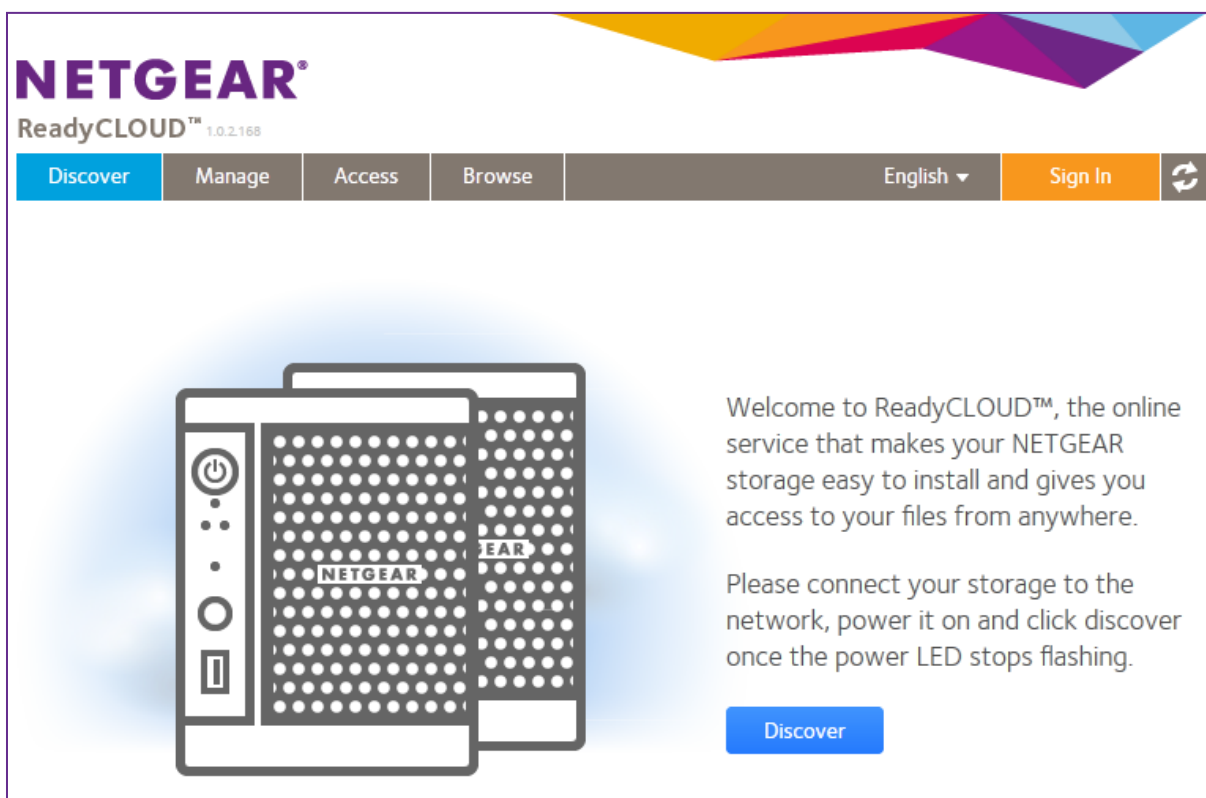 NETGEAR®
ReadyCLOUD™ 1.0.2.168
Discover Manage Access Browse English Sign In
Welcome to ReadyCLOUD™, the online
service that makes your NETGEAR
storage easy to install and gives you
access to your files from anywhere.
NETGEAR
EAR
Please connect your storage to the
network, power it on and click discover
once the power LED stops flashing.
Discover